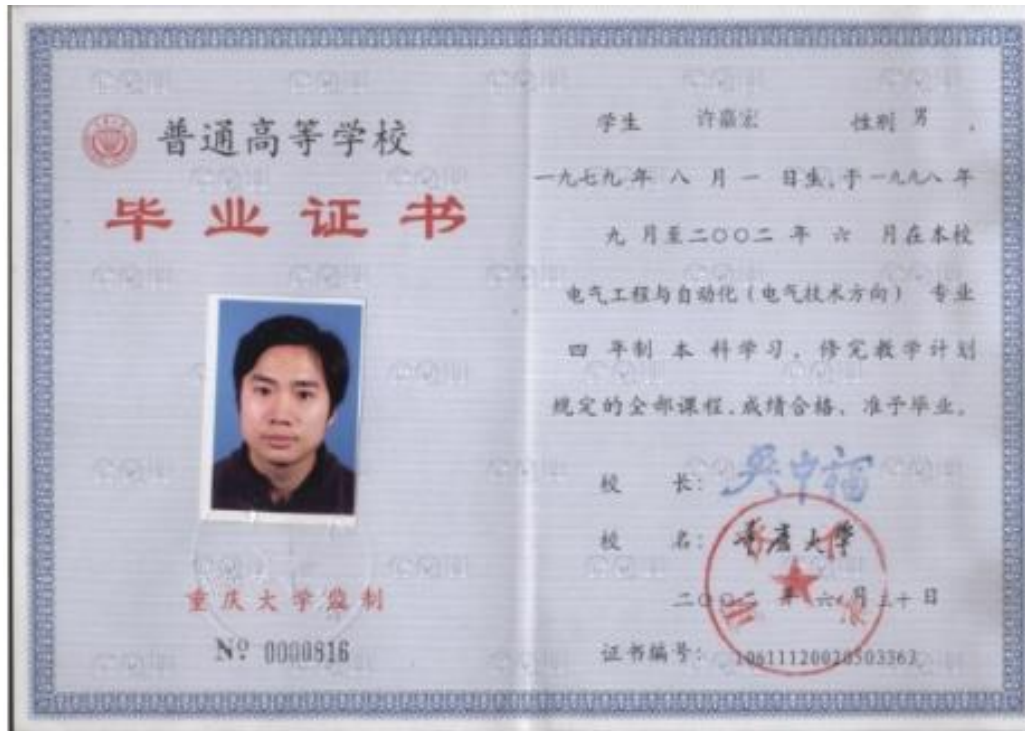 普通高等学校
毕业证书
重庆大学监制
Nº 0000816
学生 许嘉宏 性别 男 ,
一九七九年 八 月 一 日生,于一九九八年
九 月至二〇〇二 年 六 月在本校
电气工程与自动化(电气技术方向) 专业
四 年制 本 科学习,修完教学计划
规定的全部课程,成绩合格,准予毕业。
校 长: 吴中福
校 名: 重庆大学
二〇〇二 年 六 月三十 日
证书编号: 10611120020503363